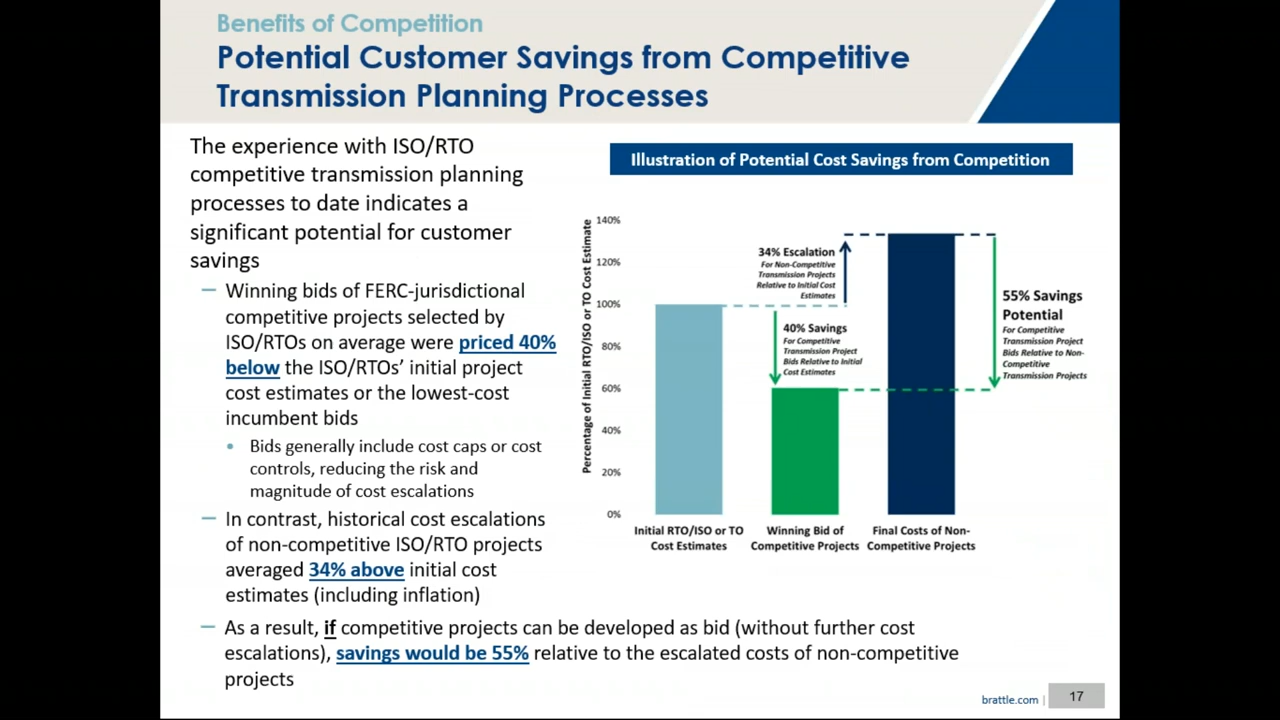 Benefits of Competition
Potential Customer Savings from Competitive
Transmission Planning Processes
The experience with ISO/RTO
competitive transmission planning
processes to date indicates a
significant potential for customer
savings
— Winning bids of FERC-jurisdictional
competitive projects selected by
ISO/RTOs on average were priced 40%
below the ISO/RTOs' initial project
cost estimates or the lowest-cost
incumbent bids
• Bids generally include cost caps or cost
controls, reducing the risk and
magnitude of cost escalations
— In contrast, historical cost escalations
of non-competitive ISO/RTO projects
averaged 34% above initial cost
estimates (including inflation)
— As a result, if competitive projects can be developed as bid (without further cost
escalations), savings would be 55% relative to the escalated costs of non-competitive
projects
Illustration of Potential Cost Savings from Competition
Percentage of Initial RTO/ISO or TO Cost Estimate
140%
120%
100%
80%
60%
40%
20%
0%
34% Escalation
For Non-Competitive
Transmission Projects
Relative to Initial Cost
Estimates
40% Savings
For Competitive
Transmission Project
Bids Relative to Initial
Cost Estimates
55% Savings
Potential
For Competitive
Transmission Project
Bids Relative to Non-
Competitive
Transmission Projects
Initial RTO/ISO or TO
Cost Estimates
Winning Bid of
Competitive Projects
Final Costs of Non-
Competitive Projects
brattle.com | 17